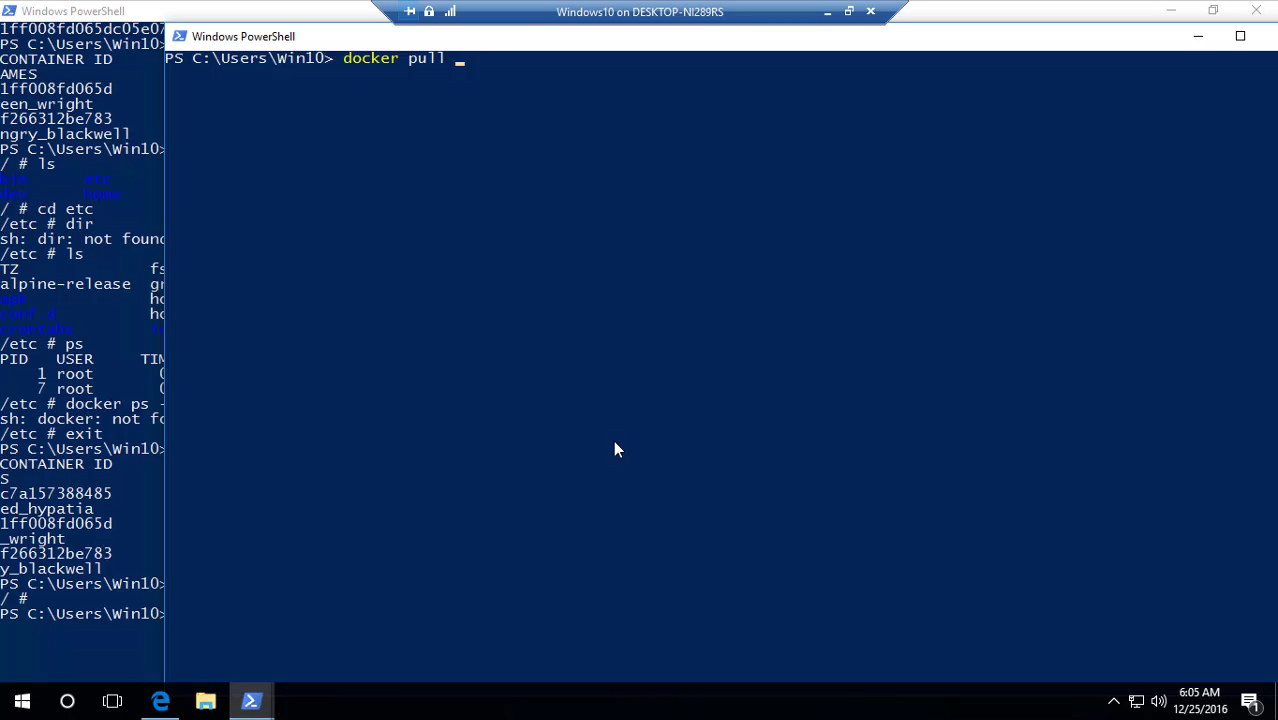 Windows PowerShell
Windows10 on DESKTOP-NI289RS
1ff008fd065dc05e07
PS C:\Users\Win10>
CONTAINER ID
AMES
1ff008fd065d
een_wright
f266312be783
ngry_blackwell
PS C:\Users\Win10>
/ # ls
bin etc
dev home
/ # cd etc
/etc # dir
sh: dir: not found
/etc # ls
TZ fs
alpine-release gr
apk ho
conf.d ho
crontabs
/etc # ps
PID USER TIM
1 root 0
7 root 0
/etc # docker ps -
sh: docker: not fo
/etc # exit
PS C:\Users\Win10>
CONTAINER ID
S
c7a157388485
ed_hypatia
1ff008fd065d
_wright
f266312be783
y_blackwell
PS C:\Users\Win10>
/ #
PS C:\Users\Win10>
Windows PowerShell
PS C:\Users\Win10> docker pull _
6:05 AM
12/25/2016
1